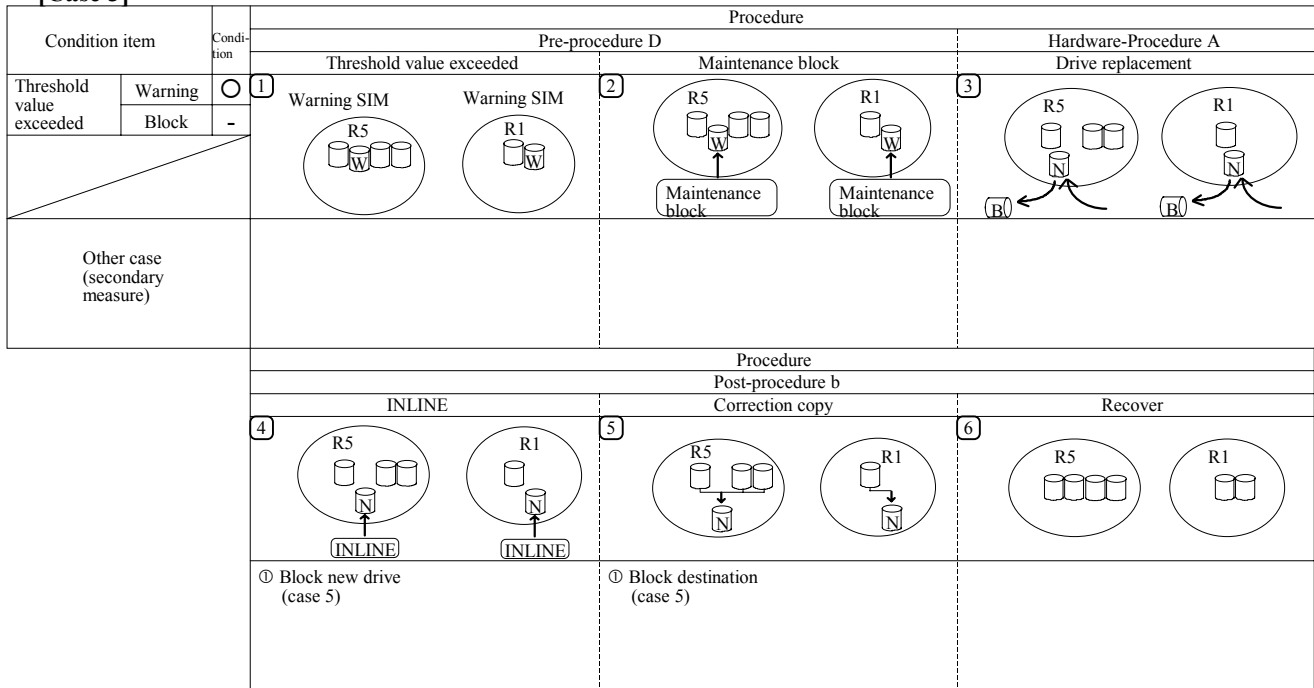 Condition item
Condi-
tion
Procedure
Pre-procedure D
Hardware-Procedure A
Threshold value exceeded
Maintenance block
Drive replacement
Threshold
value
exceeded
Warning
Block
-
1
Warning SIM
Warning SIM
R5
W
R1
W
2
R5
W
Maintenance
block
R1
W
Maintenance
block
3
R5
N
B
R1
N
B
Other case
(secondary
measure)
Procedure
Post-procedure b
INLINE
Correction copy
Recover
4
R5
N
INLINE
R1
N
INLINE
5
R5
N
R1
N
6
R5
R1
① Block new drive
(case 5)
① Block destination
(case 5)